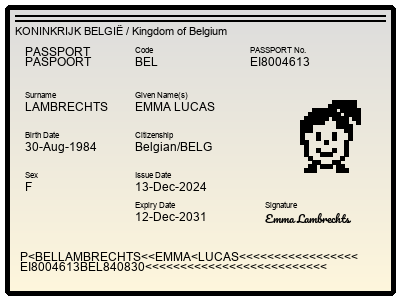 KONINKRIJK BELGIË / Kingdom of Belgium
PASSPORT
PASPOORT
Code
BEL
PASSPORT No.
EI8004613
Surname
LAMBRECHTS
Given Name(s)
EMMA LUCAS
Birth Date
30-Aug-1984
Citizenship
Belgian/BELG
Sex
F
Issue Date
13-Dec-2024
Expiry Date
12-Dec-2031
Signature
Emma Lambrechts
P<BELLAMBRECHTS<<EMMA<LUCAS<<<<<<<<<<<<<<<<<
EI8004613BEL840830<<<<<<<<<<<<<<<<<<<<<<<<<<